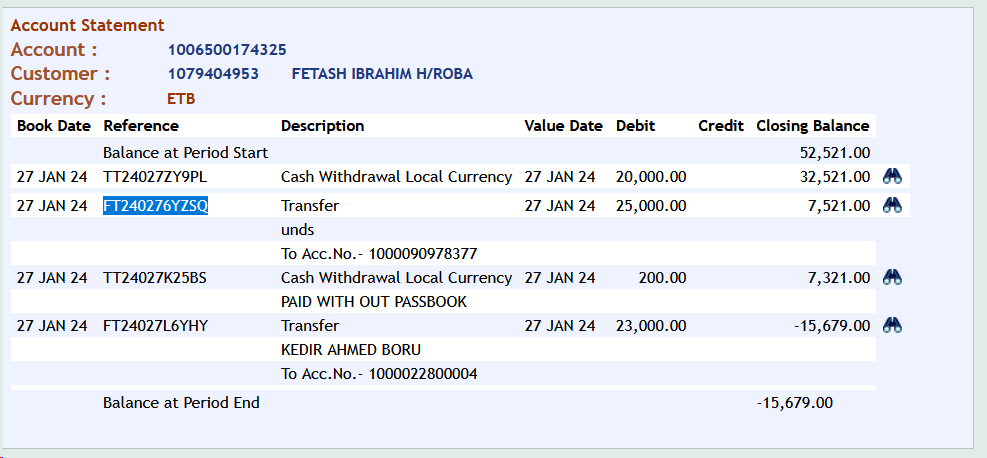 Account Statement
Account : 1006500174325
Customer : 1079404953 FETASH IBRAHIM H/ROBA
Currency : ETB
Book Date Reference Description Value Date Debit Credit Closing Balance
Balance at Period Start 52,521.00
27 JAN 24 TT24027ZY9PL Cash Withdrawal Local Currency 27 JAN 24 20,000.00 32,521.00
27 JAN 24 FT240276YZSQ Transfer 27 JAN 24 25,000.00 7,521.00
unds
To Acc.No.- 1000090978377
27 JAN 24 TT24027K25BS Cash Withdrawal Local Currency 27 JAN 24 200.00 7,321.00
PAID WITH OUT PASSBOOK
27 JAN 24 FT24027L6YHY Transfer 27 JAN 24 23,000.00 -15,679.00
KEDIR AHMED BORU
To Acc.No.- 1000022800004
Balance at Period End -15,679.00